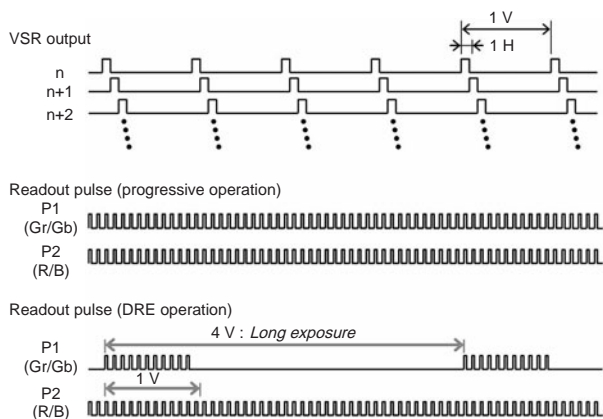 1 V
VSR output
1 H
n
n+1
n+2
Readout pulse (progressive operation)
P1
(Gr/Gb)
P2
(R/B)
Readout pulse (DRE operation)
4 V : Long exposure
P1
(Gr/Gb)
1 V
P2
(R/B)